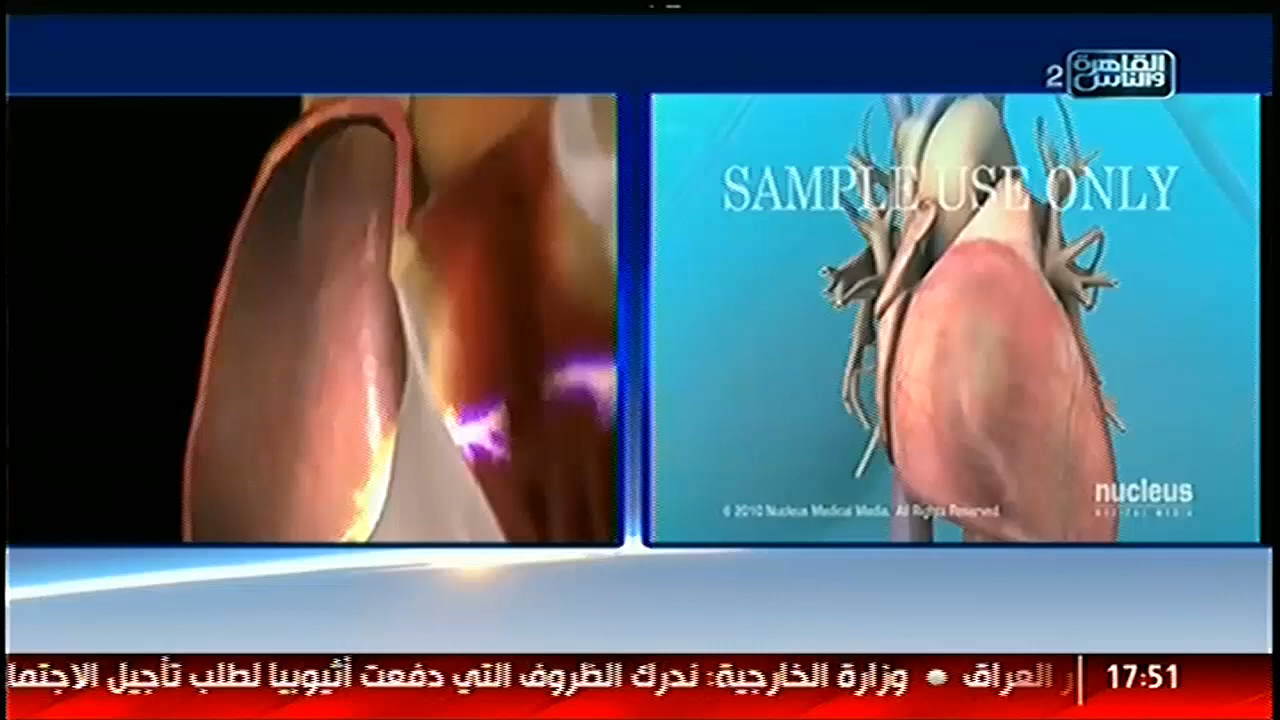 القاهرة
والناس 2
SAMPLE USE ONLY
nucleus
MEDICAL MEDIA
© 2010 Nucleus Medical Media, All Rights Reserved
17:51
ر العراق • وزارة الخارجية: ندرك الظروف التي دفعت أثيوبيا لطلب تأجيل الاجتما